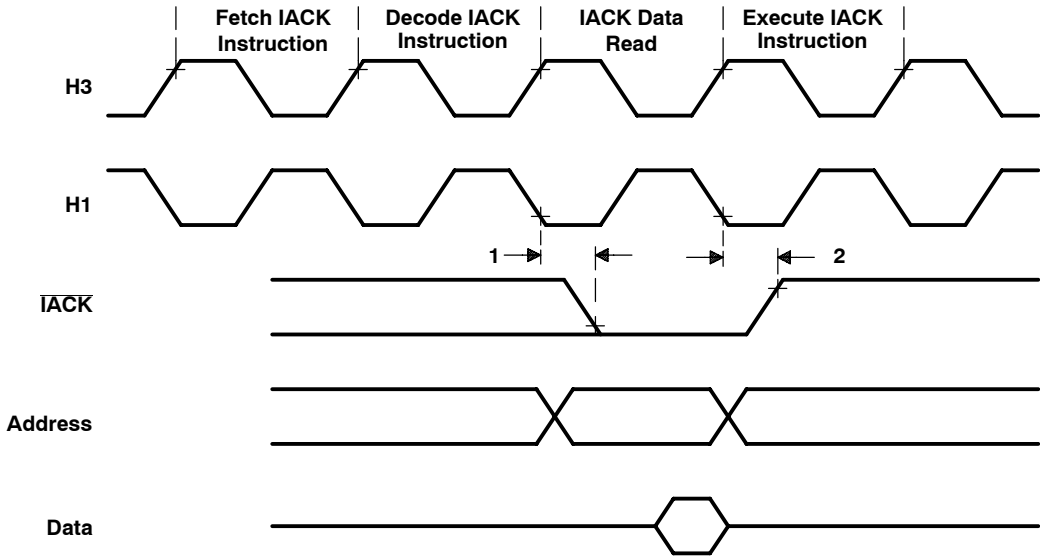 Fetch IACK
Instruction
Decode IACK
Instruction
IACK Data
Read
Execute IACK
Instruction
H3
H1
1
2
IACK
Address
Data